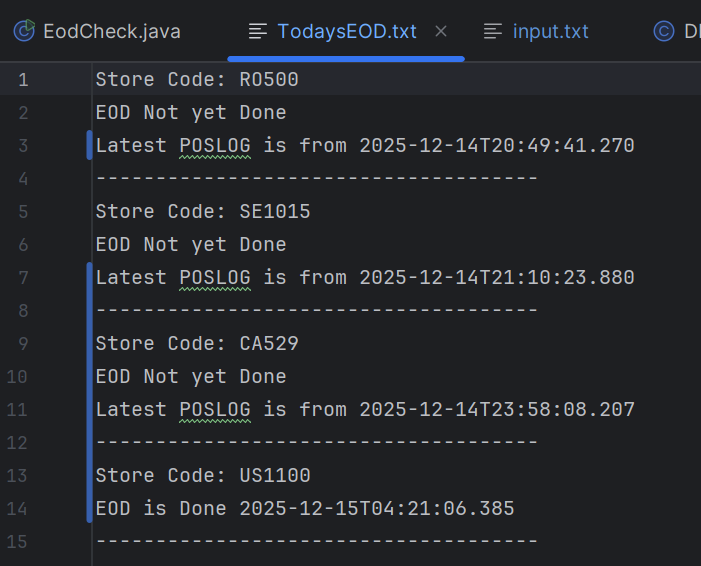 EodCheck.java TodaysEOD.txt input.txt
1 Store Code: RO500
2 EOD Not yet Done
3 Latest POSLOG is from 2025-12-14T20:49:41.270
4 -------------------------------------
5 Store Code: SE1015
6 EOD Not yet Done
7 Latest POSLOG is from 2025-12-14T21:10:23.880
8 -------------------------------------
9 Store Code: CA529
10 EOD Not yet Done
11 Latest POSLOG is from 2025-12-14T23:58:08.207
12 -------------------------------------
13 Store Code: US1100
14 EOD is Done 2025-12-15T04:21:06.385
15 -------------------------------------